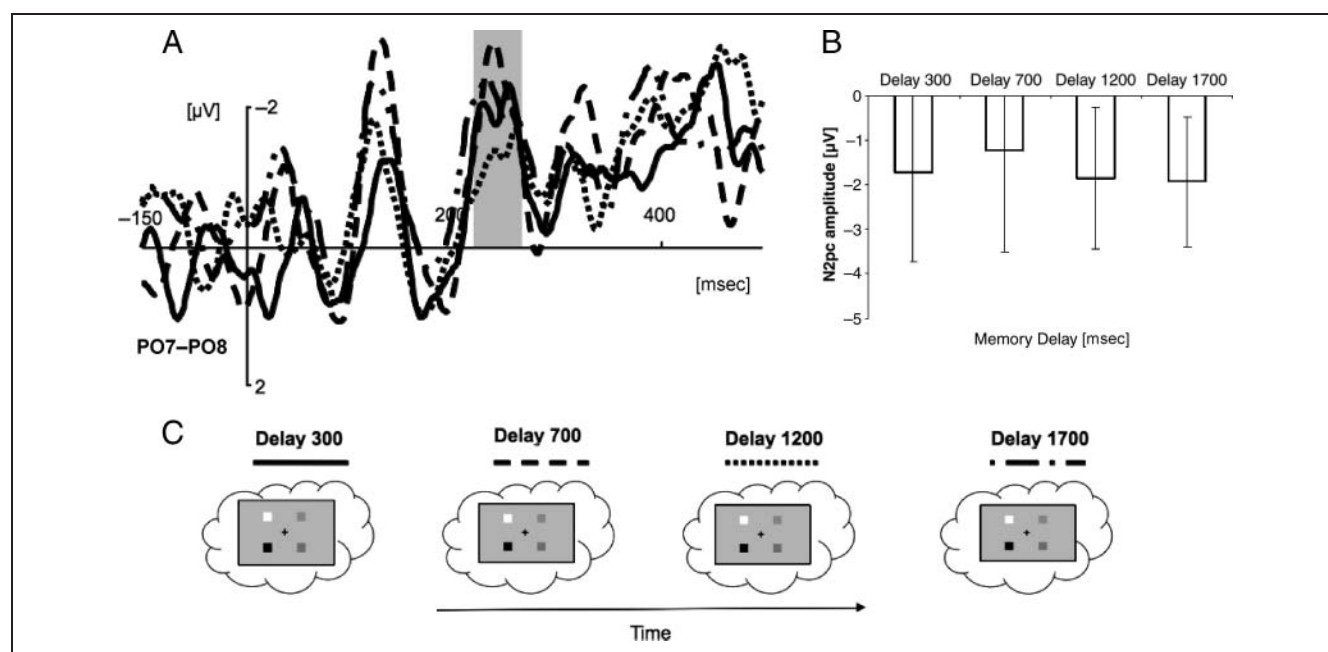 A
[µV]
–2
–150
200
400
[msec]
PO7–PO8
2
B
Delay 300 Delay 700 Delay 1200 Delay 1700
0
–1
–2
–3
–4
–5
N2pc amplitude [µV]
Memory Delay [msec]
C
Delay 300 Delay 700 Delay 1200 Delay 1700
Time